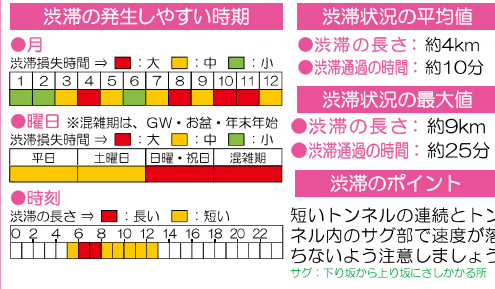 渋滞の発生しやすい時期
●月
渋滞損失時間 ⇒ ：大 ：中 ：小
1 2 3 4 5 6 7 8 9 10 11 12
●曜日 ※混雑期は、GW・お盆・年末年始
渋滞損失時間 ⇒ ：大 ：中 ：小
平日 土曜日 日曜・祝日 混雑期
●時刻
渋滞の長さ ⇒ ：長い ：短い
0 2 4 6 8 10 12 14 16 18 20 22
渋滞状況の平均値
●渋滞の長さ：約4km
●渋滞通過の時間：約10分
渋滞状況の最大値
●渋滞の長さ：約9km
●渋滞通過の時間：約25分
渋滞のポイント
短いトンネルの連続とトン
ネル内のサグ部で速度が落
ちないよう注意しましょう
サグ：下り坂から上り坂にさしかかる所